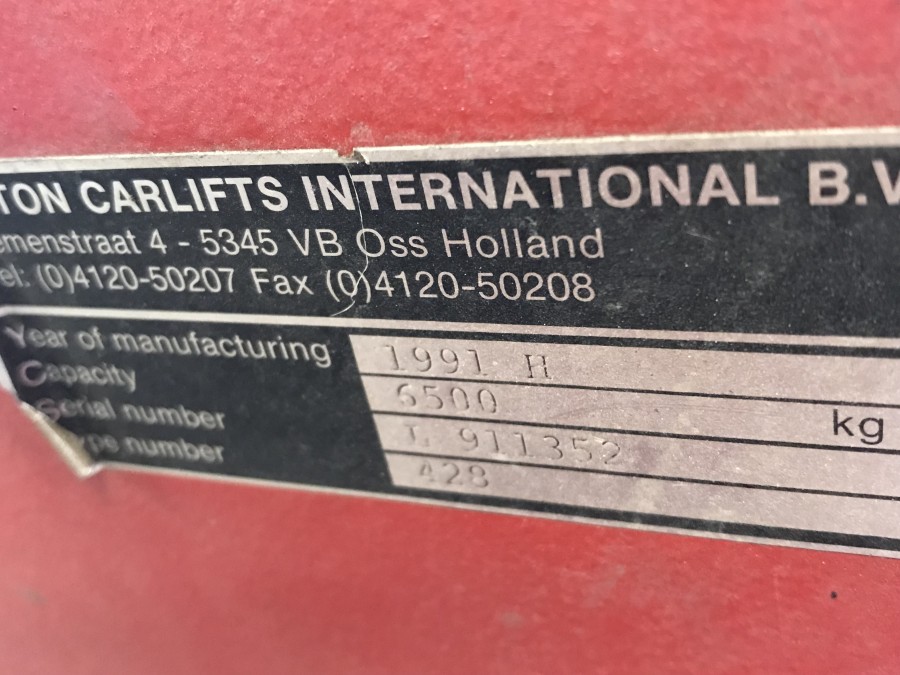 TON CARLIFTS INTERNATIONAL B.V
emenstraat 4 - 5345 VB Oss Holland
el: (0)4120-50207 Fax (0)4120-50208
Year of manufacturing 1991 H
Capacity 6500 kg
Serial number L 911352
ype number 428